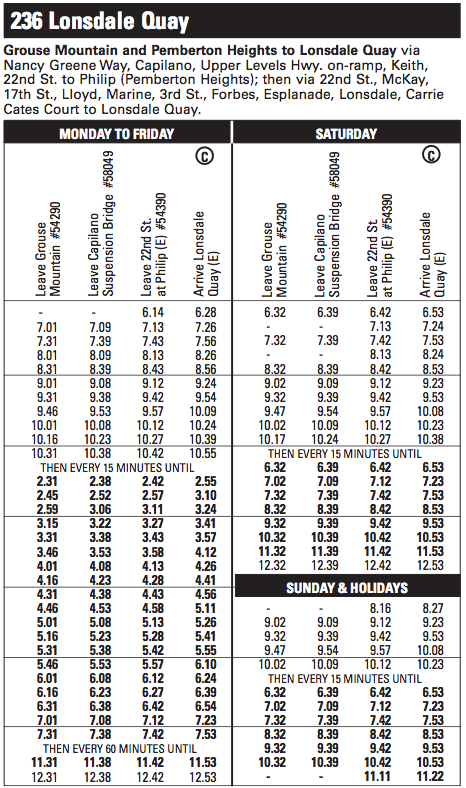 236 Lonsdale Quay
Grouse Mountain and Pemberton Heights to Lonsdale Quay via
Nancy Greene Way, Capilano, Upper Levels Hwy. on-ramp, Keith,
22nd St. to Philip (Pemberton Heights); then via 22nd St., McKay,
17th St., Lloyd, Marine, 3rd St., Forbes, Esplanade, Lonsdale, Carrie
Cates Court to Lonsdale Quay.
MONDAY TO FRIDAY
C
Leave Grouse
Mountain #54290
Leave Capilano
Suspension Bridge #58049
Leave 22nd St.
at Philip (E) #54390
Arrive Lonsdale
Quay (E)
- - 6.14 6.28
7.01 7.09 7.13 7.26
7.31 7.39 7.43 7.56
8.01 8.09 8.13 8.26
8.31 8.39 8.43 8.56
9.01 9.08 9.12 9.24
9.31 9.38 9.42 9.54
9.46 9.53 9.57 10.09
10.01 10.08 10.12 10.24
10.16 10.23 10.27 10.39
10.31 10.38 10.42 10.55
THEN EVERY 15 MINUTES UNTIL
2.31 2.38 2.42 2.55
2.45 2.52 2.57 3.10
2.59 3.06 3.11 3.24
3.15 3.22 3.27 3.41
3.31 3.38 3.43 3.57
3.46 3.53 3.58 4.12
4.01 4.08 4.13 4.26
4.16 4.23 4.28 4.41
4.31 4.38 4.43 4.56
4.46 4.53 4.58 5.11
5.01 5.08 5.13 5.26
5.16 5.23 5.28 5.41
5.31 5.38 5.42 5.55
5.46 5.53 5.57 6.10
6.01 6.08 6.12 6.24
6.16 6.23 6.27 6.39
6.31 6.38 6.42 6.54
7.01 7.08 7.12 7.23
7.31 7.38 7.42 7.53
THEN EVERY 60 MINUTES UNTIL
11.31 11.38 11.42 11.53
12.31 12.38 12.42 12.53
SATURDAY
C
Leave Grouse
Mountain #54290
Leave Capilano
Suspension Bridge #58049
Leave 22nd St.
at Philip (E) #54390
Arrive Lonsdale
Quay (E)
6.32 6.39 6.42 6.53
- - 7.13 7.24
7.32 7.39 7.42 7.53
- - 8.13 8.24
8.32 8.39 8.42 8.53
9.02 9.09 9.12 9.23
9.32 9.39 9.42 9.53
9.47 9.54 9.57 10.08
10.02 10.09 10.12 10.23
10.17 10.24 10.27 10.38
THEN EVERY 15 MINUTES UNTIL
6.32 6.39 6.42 6.53
7.02 7.09 7.12 7.23
7.32 7.39 7.42 7.53
8.32 8.39 8.42 8.53
9.32 9.39 9.42 9.53
10.32 10.39 10.42 10.53
11.32 11.39 11.42 11.53
12.32 12.39 12.42 12.53
SUNDAY & HOLIDAYS
- - 8.16 8.27
9.02 9.09 9.12 9.23
9.32 9.39 9.42 9.53
9.47 9.54 9.57 10.08
10.02 10.09 10.12 10.23
THEN EVERY 15 MINUTES UNTIL
6.32 6.39 6.42 6.53
7.02 7.09 7.12 7.23
7.32 7.39 7.42 7.53
8.32 8.39 8.42 8.53
9.32 9.39 9.42 9.53
10.32 10.39 10.42 10.53
- - 11.11 11.22